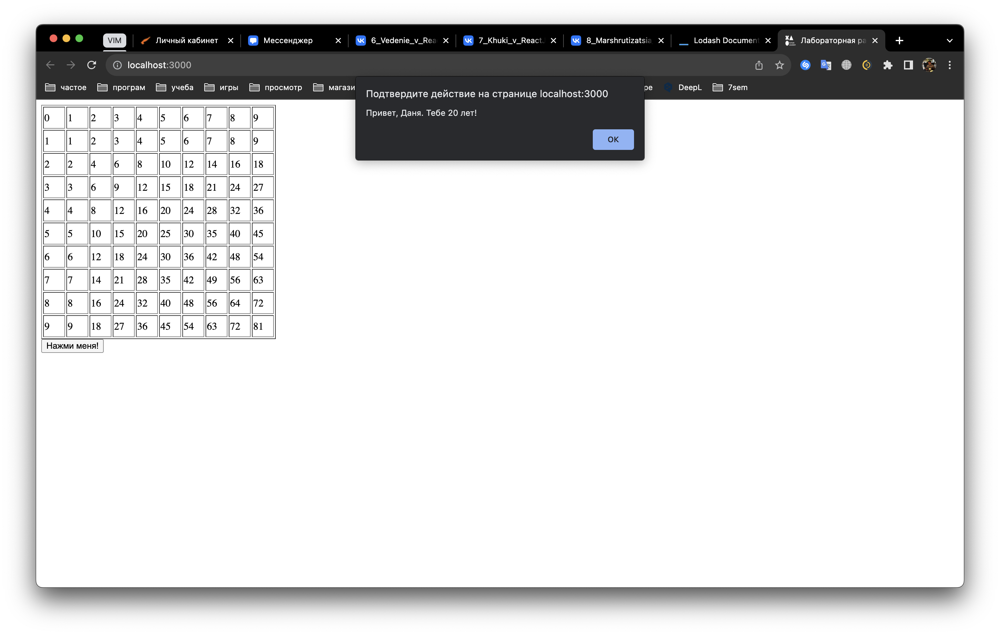 VIM Личный кабинет Мессенджер 6_Vedenie_v_Rea 7_Khuki_v_ReactJ 8_Marshrutizatsia_ Lodash Document Лабораторная ра
localhost:3000
частое програм учеба игры просмотр магази ре DeepL 7sem
Подтвердите действие на странице localhost:3000
Привет, Даня. Тебе 20 лет!
ОК
0 1 2 3 4 5 6 7 8 9
1 1 2 3 4 5 6 7 8 9
2 2 4 6 8 10 12 14 16 18
3 3 6 9 12 15 18 21 24 27
4 4 8 12 16 20 24 28 32 36
5 5 10 15 20 25 30 35 40 45
6 6 12 18 24 30 36 42 48 54
7 7 14 21 28 35 42 49 56 63
8 8 16 24 32 40 48 56 64 72
9 9 18 27 36 45 54 63 72 81
Нажми меня!